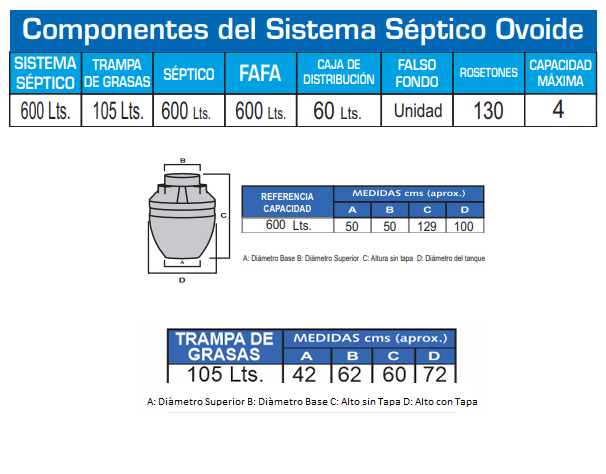 Componentes del Sistema Séptico Ovoide
SISTEMA SÉPTICO TRAMPA DE GRASAS SÉPTICO FAFA CAJA DE DISTRIBUCIÓN FALSO FONDO ROSETONES CAPACIDAD MÁXIMA
600 Lts. 105 Lts. 600 Lts. 600 Lts. 60 Lts. Unidad 130 4
B
C
A
D
REFERENCIA CAPACIDAD MEDIDAS cms (aprox.)
A B C D
600 Lts. 50 50 129 100
A: Diámetro Base B: Diámetro Superior C: Altura sin tapa D: Diámetro del tanque
TRAMPA DE GRASAS MEDIDAS cms (aprox.)
A B C D
105 Lts. 42 62 60 72
A: Diàmetro Superior B: Diàmetro Base C: Alto sin Tapa D: Alto con Tapa